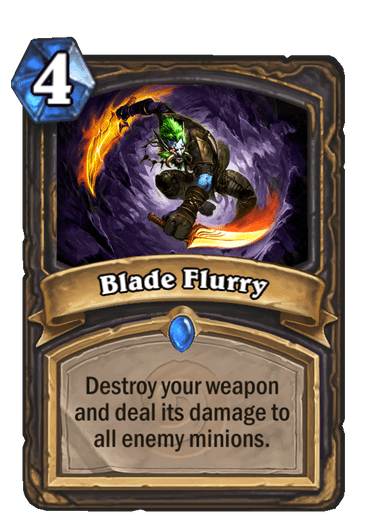 4
Blade Flurry
Destroy your weapon
and deal its damage to
all enemy minions.